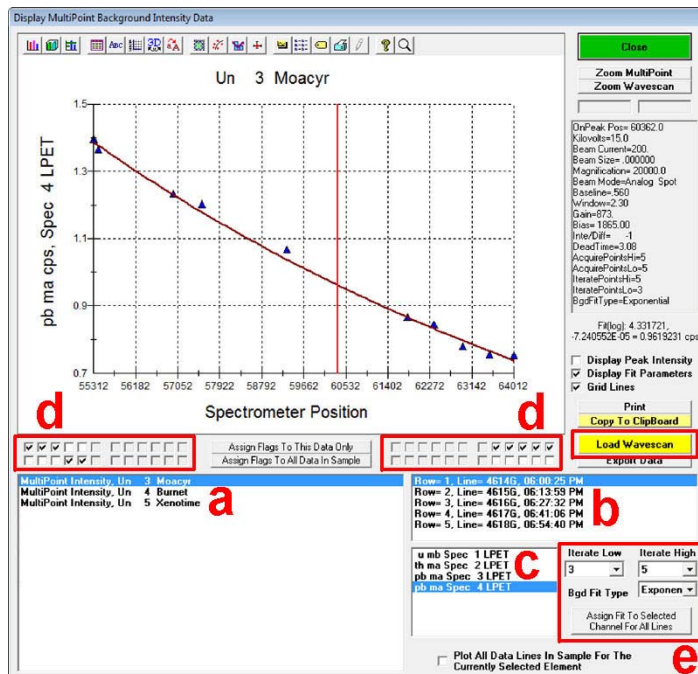 Display MultiPoint Background Intensity Data
Abc
3D
Close
Zoom MultiPoint
Zoom Wavescan
Un 3 Moacyr
pb ma cps, Spec 4 LPET
1.5
1.3
1.1
0.9
0.7
55312 56182 57052 57922 58792 59662 60532 61402 62272 63142 64012
Spectrometer Position
OnPeak Pos= 60362.0
Kilovolts=15.0
Beam Current=200.
Beam Size= .000000
Magnification= 20000.0
Beam Mode=Analog Spot
Baseline=.560
Window=2.30
Gain=873.
Bias= 1865.00
Inte/Diff= -1
DeadTime=3.08
AcquirePointsHi=5
AcquirePointsLo=5
IteratePointsHi=5
IteratePointsLo=3
BgdFitType=Exponential
Fit(log): 4.331721,
-7.240552E-05 = 0.9619231 cps
Display Peak Intensity
Display Fit Parameters
Grid Lines
Print
Copy To ClipBoard
Load Wavescan
Export Data
d
d
Assign Flags To This Data Only
Assign Flags To All Data In Sample
MultiPoint Intensity, Un 3 Moacyr
MultiPoint Intensity, Un 4 Burnet
MultiPoint Intensity, Un 5 Xenotime
a
Row= 1, Line= 4614G, 06:00:25 PM
Row= 2, Line= 4615G, 06:13:59 PM
Row= 3, Line= 4616G, 06:27:32 PM
Row= 4, Line= 4617G, 06:41:06 PM
Row= 5, Line= 4618G, 06:54:40 PM
b
u mb Spec 1 LPET
th ma Spec 2 LPET
pb ma Spec 3 LPET
pb ma Spec 4 LPET
c
Iterate Low Iterate High
3 5
Bgd Fit Type Exponen
Assign Fit To Selected
Channel For All Lines
e
Plot All Data Lines In Sample For The
Currently Selected Element